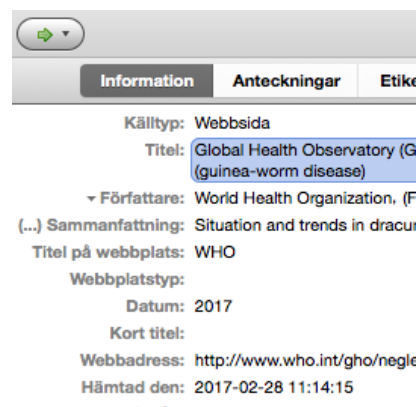 Information Anteckningar
Källtyp: Webbsida
Titel: Global Health Observatory (G
(guinea-worm disease)
Författare: World Health Organization, (F
(...) Sammanfattning: Situation and trends in
Titel på webbplats: WHO
Webbplatstyp:
Datum: 2017
Kort titel:
Webbadress: http://www.who.int/gho/negle
Hämtad den: 2017-02-28 11:14:15